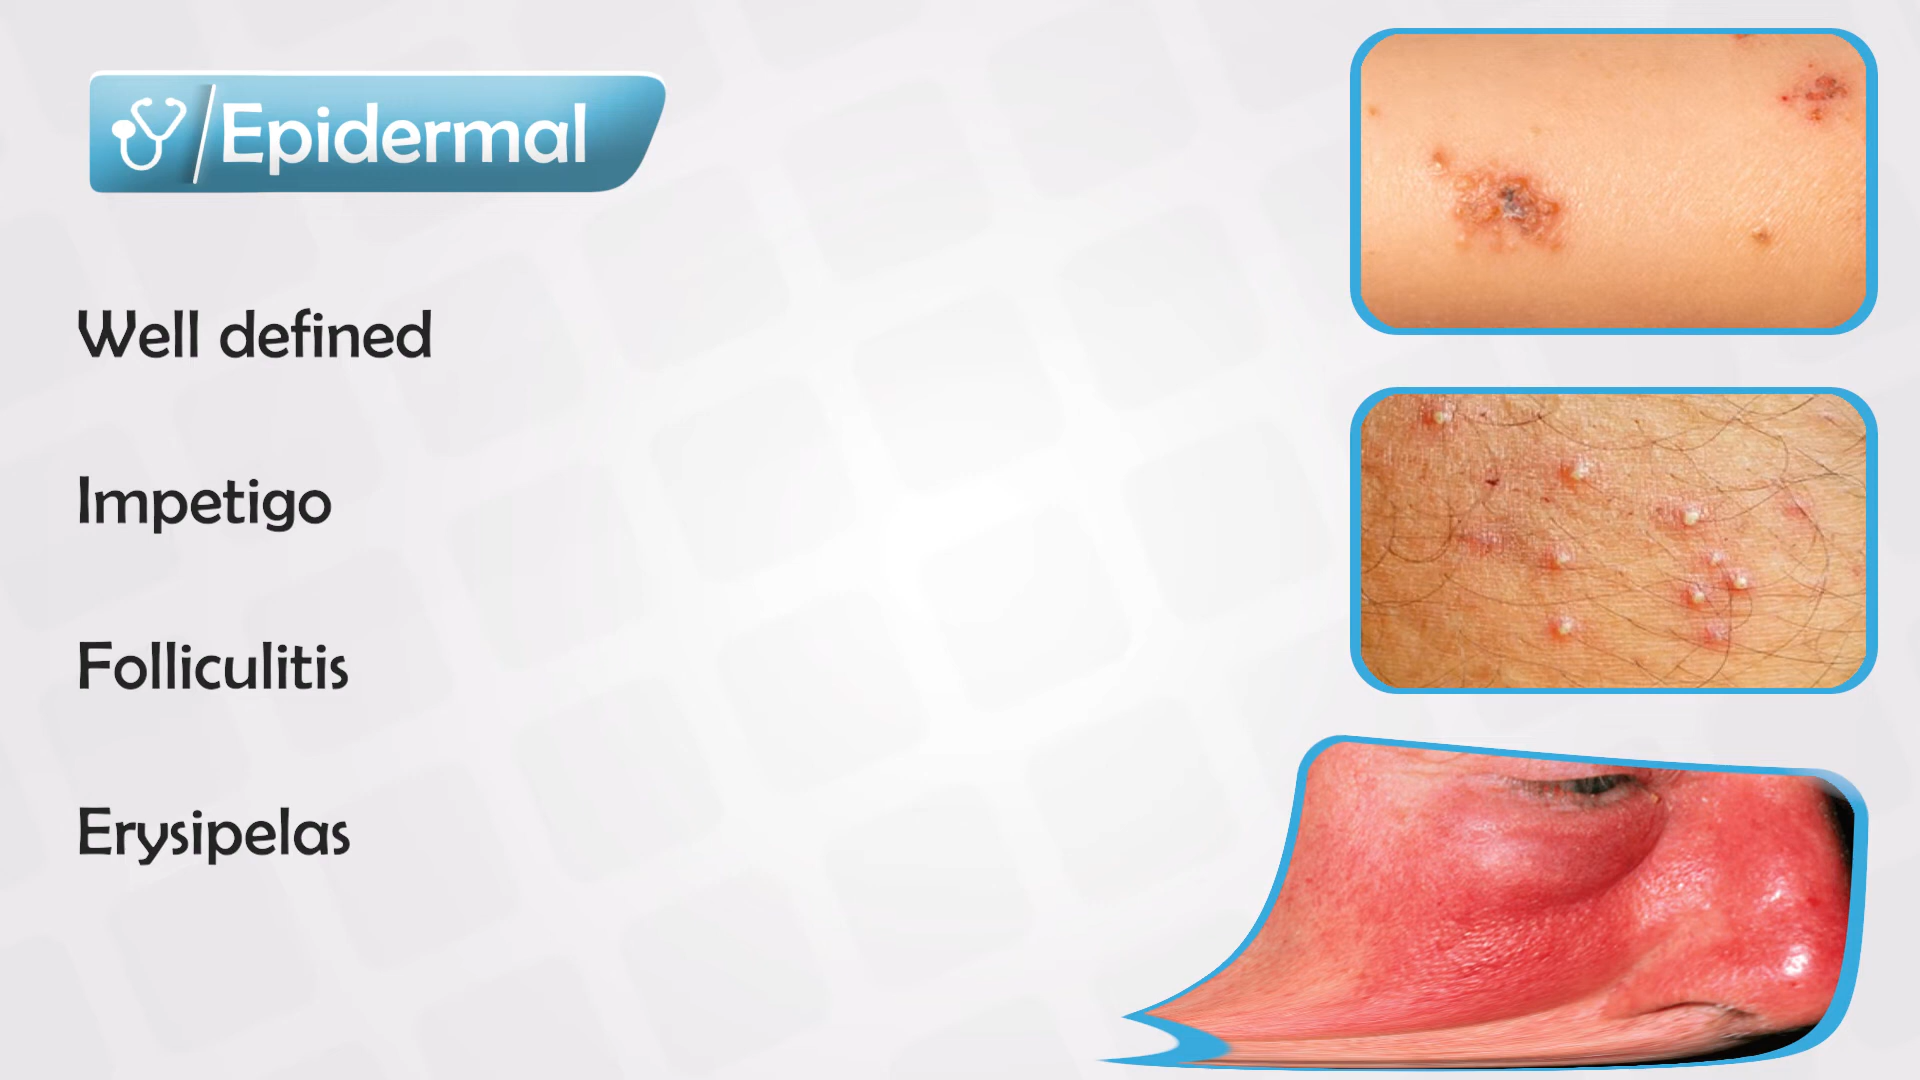 Epidermal
Well defined
Impetigo
Folliculitis
Erysipelas